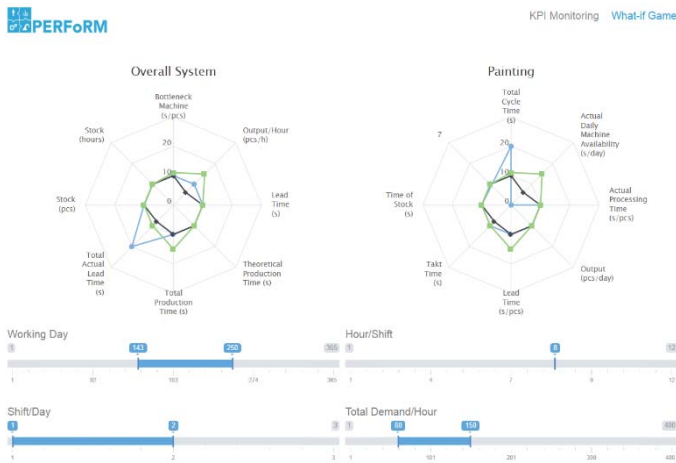 PERFoRM
KPI Monitoring What-if Game
Overall System
Painting
Bottleneck
Machine
(s/pcs)
Output/Hour
(pcs/h)
Lead
Time
(s)
Theoretical
Production
Time (s)
Total
Production
Time (s)
Total
Actual
Lead
Time
(s)
Stock
(pcs)
Stock
(hours)
20
10
0
Total
Cycle
Time
(s)
Actual
Daily
Machine
Availability
(s/day)
Actual
Processing
Time
(s/pcs)
Output
(pcs/day)
Lead
Time
(s/pcs)
Takt
Time
(s)
Time of
Stock
(s)
7
20
10
0
Working Day
1 143 250 365
1 183 274 365
Hour/Shift
1 8 12
1 4 7 12
Shift/Day
1 2 3
1 2 3
Total Demand/Hour
1 60 150
1 101 201